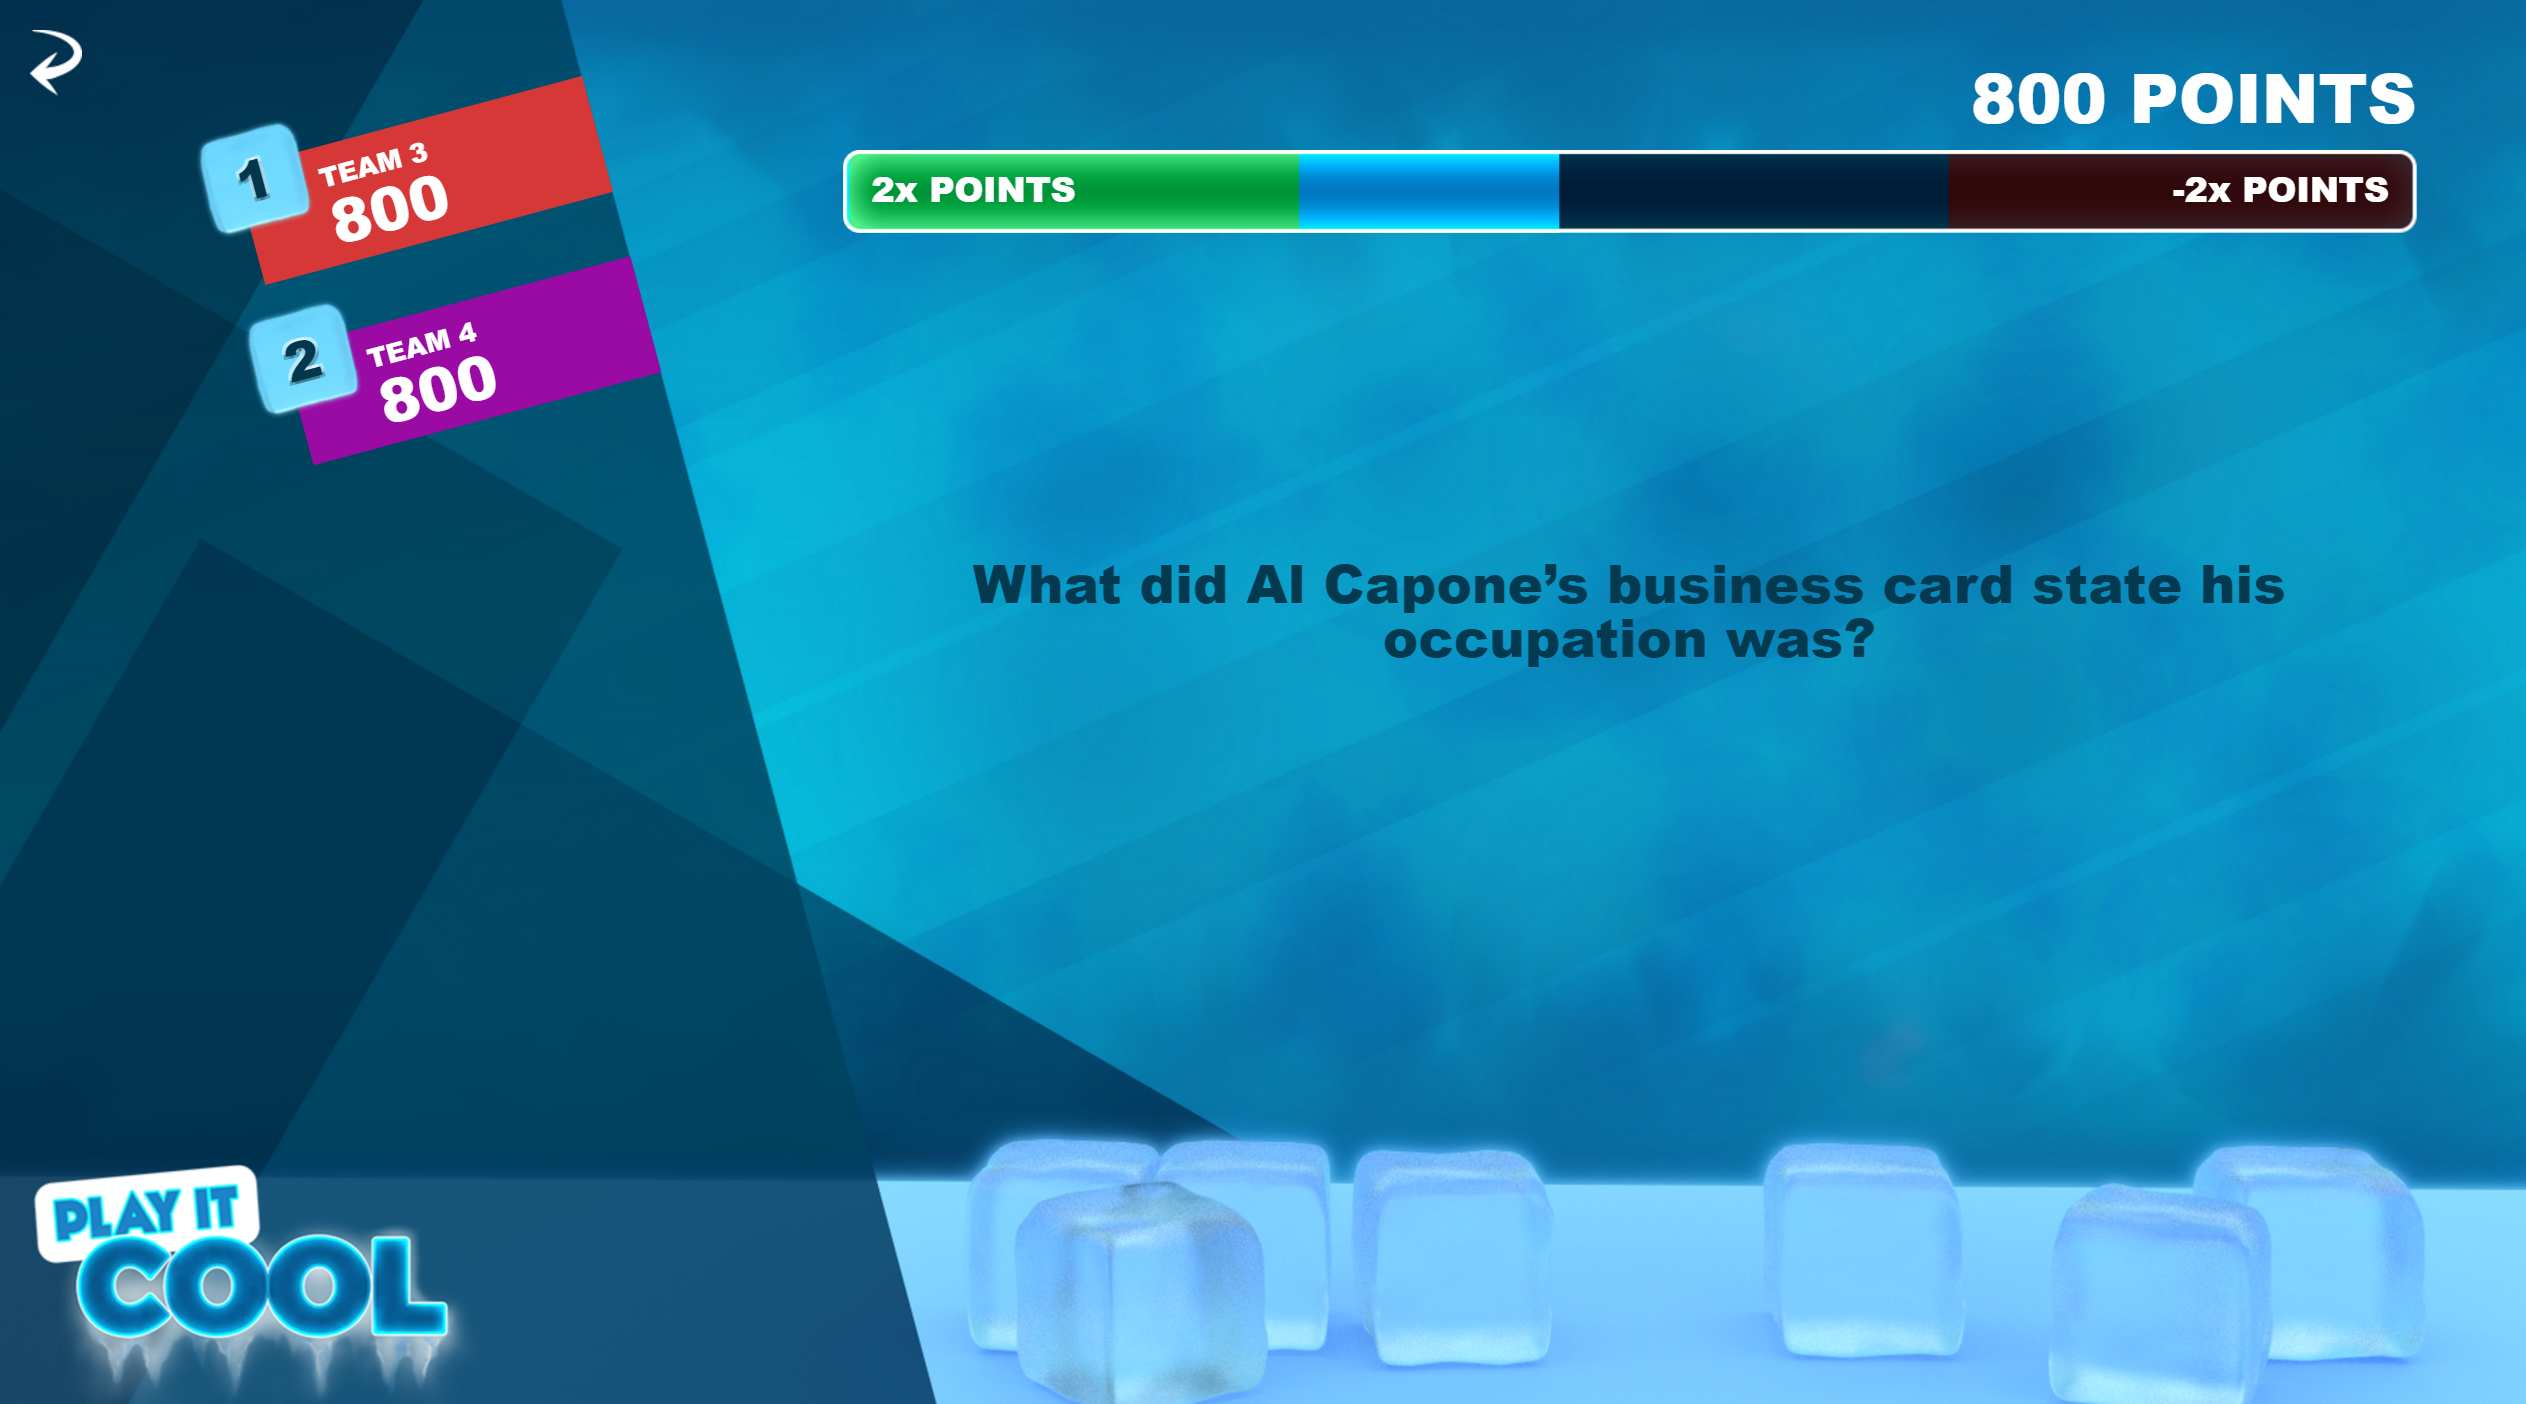 800 POINTS
2x POINTS
-2x POINTS
1
TEAM 3
800
2
TEAM 4
800
What did Al Capone’s business card state his
occupation was?
PLAY IT
COOL